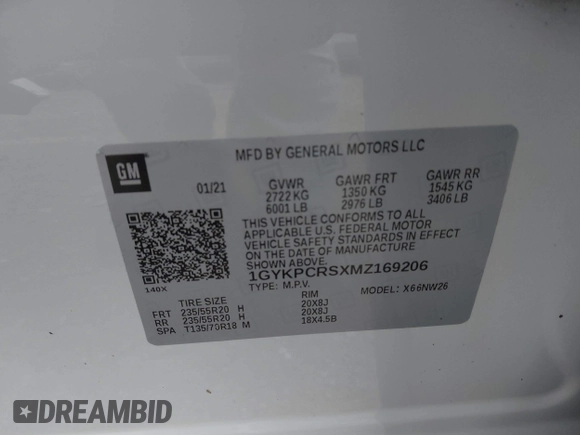 MFD BY GENERAL MOTORS LLC
GM
01/21
GVWR GAWR FRT GAWR RR
2722 KG 1350 KG 1545 KG
6001 LB 2976 LB 3406 LB
THIS VEHICLE CONFORMS TO ALL
APPLICABLE U.S. FEDERAL MOTOR
VEHICLE SAFETY STANDARDS IN EFFECT
ON THE DATE OF MANUFACTURE
SHOWN ABOVE.
1GYKPCRSXMZ169206
140X
TYPE: M.P.V. MODEL: X66NW26
TIRE SIZE RIM
FRT 235/55R20 H 20X8J
RR 235/55R20 H 20X8J
SPA T135/70R18 M 18X4.5B
DREAMBID